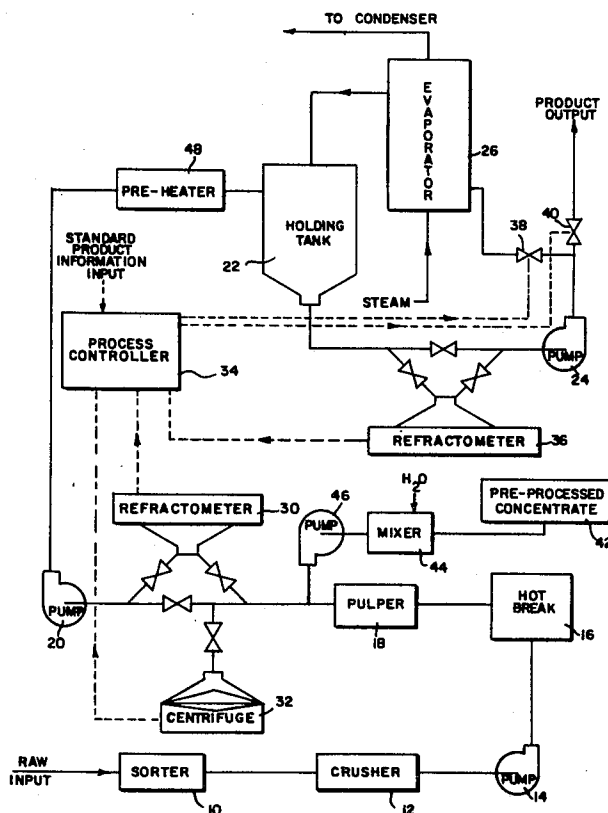 TO CONDENSER
EVAPORATOR
26
PRODUCT
OUTPUT
48
PRE-HEATER
HOLDING
TANK
22
38
40
STANDARD
PRODUCT
INFORMATION
INPUT
STEAM
PROCESS
CONTROLLER
34
PUMP
24
REFRACTOMETER
36
H2O
REFRACTOMETER
30
46
PUMP
MIXER
44
PRE-PROCESSED
CONCENTRATE
42
PUMP
20
PULPER
18
HOT
BREAK
16
CENTRIFUGE
32
RAW
INPUT
SORTER
10
CRUSHER
12
PUMP
14